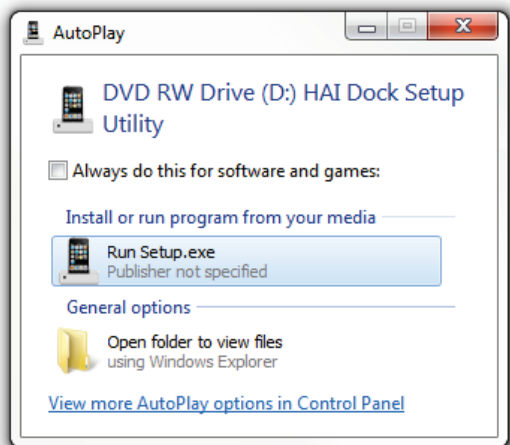 AutoPlay
DVD RW Drive (D:) HAI Dock Setup
Utility
Always do this for software and games:
Install or run program from your media
Run Setup.exe
Publisher not specified
General options
Open folder to view files
using Windows Explorer
View more AutoPlay options in Control Panel